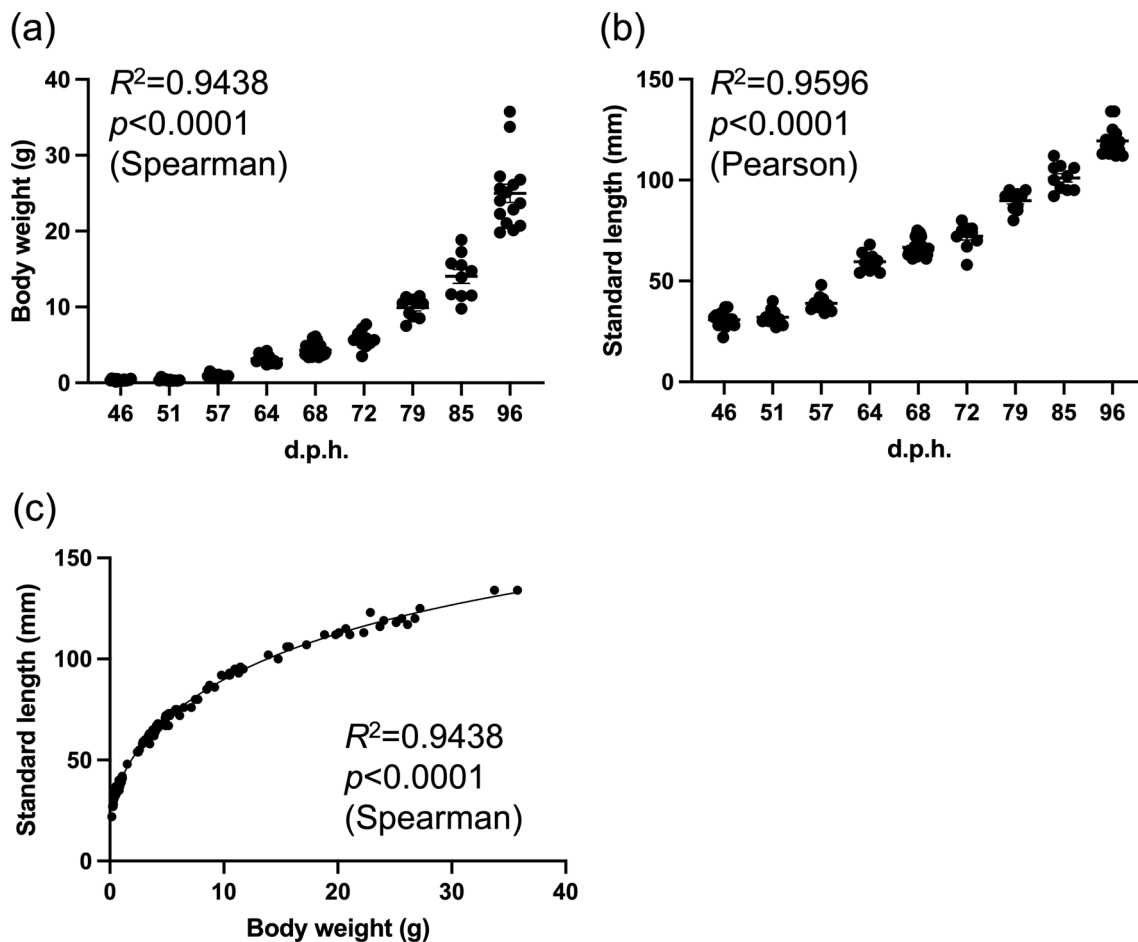 (a)
R²=0.9438
p<0.0001
(Spearman)
Body weight (g)
40
30
20
10
0
46 51 57 64 68 72 79 85 96
d.p.h.
(b)
R²=0.9596
p<0.0001
(Pearson)
Standard length (mm)
150
100
50
0
46 51 57 64 68 72 79 85 96
d.p.h.
(c)
Standard length (mm)
150
100
50
0
R²=0.9438
p<0.0001
(Spearman)
0 10 20 30 40
Body weight (g)